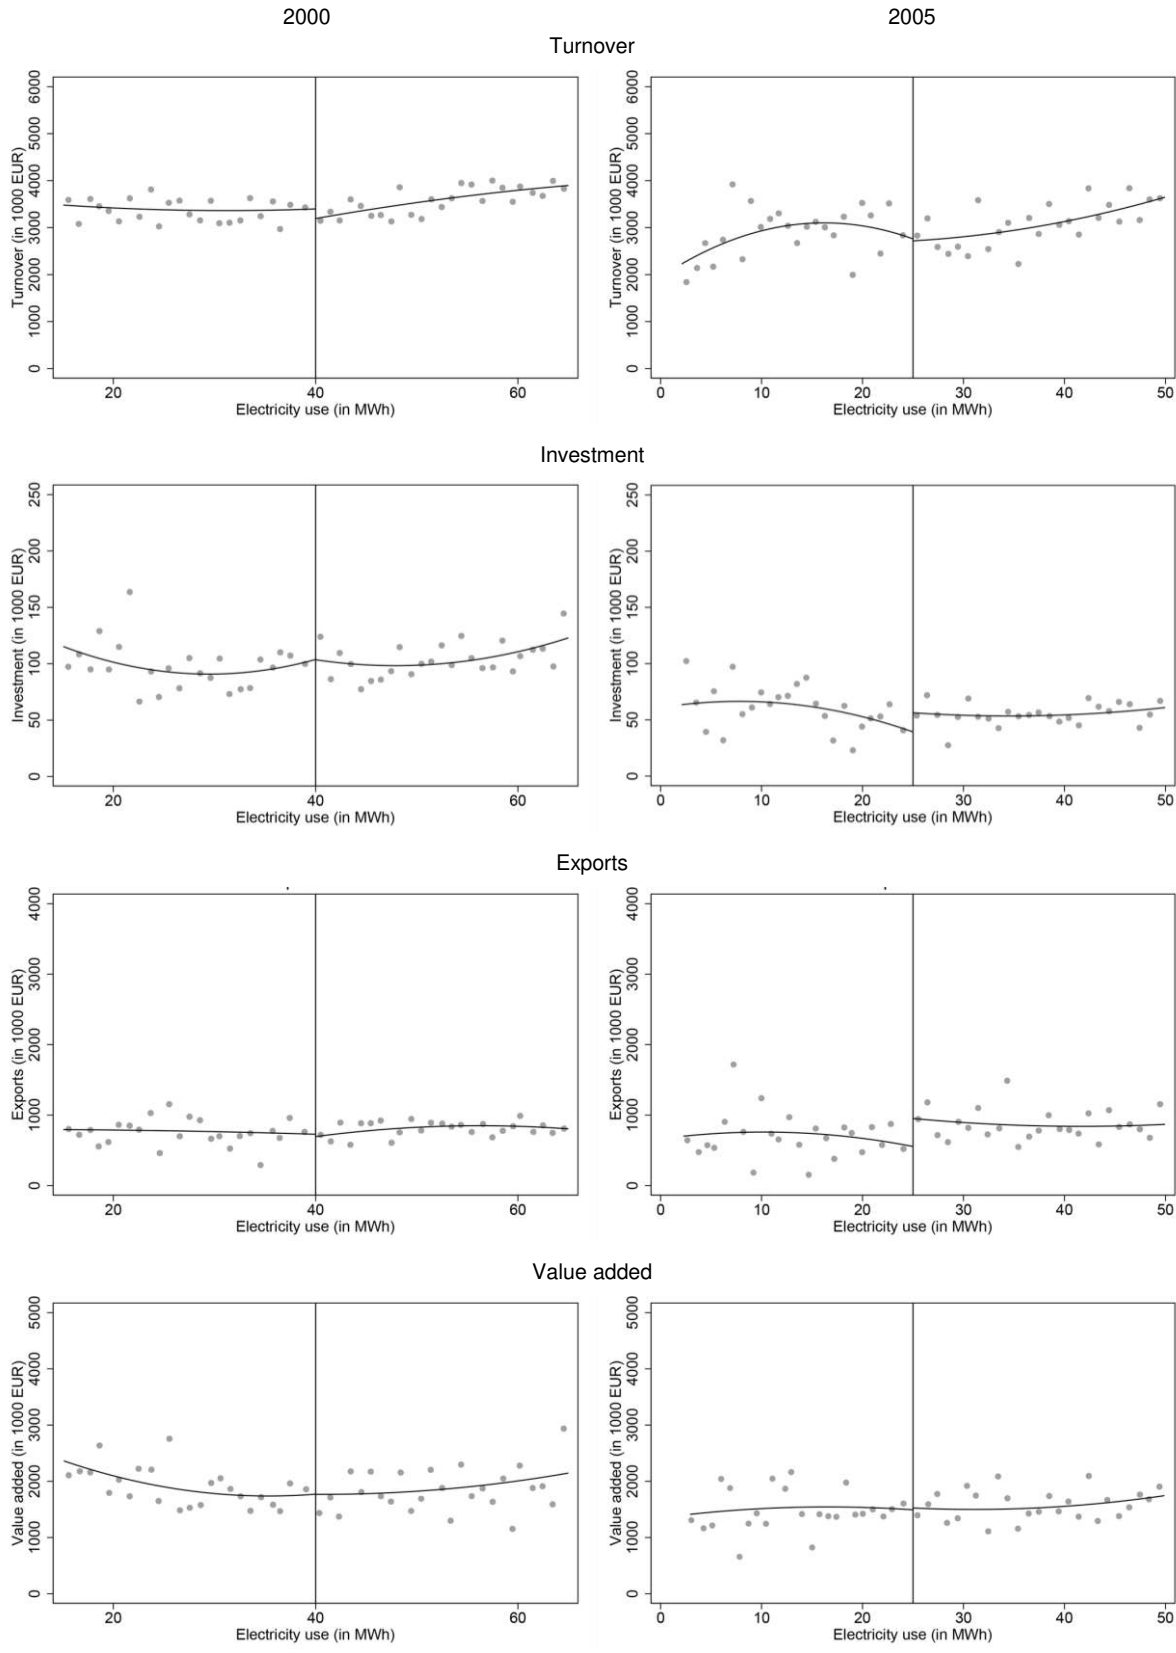 2000 2005
Turnover
Turnover (in 1000 EUR)
0 1000 2000 3000 4000 5000 6000
20 40 60
Electricity use (in MWh)
Turnover (in 1000 EUR)
0 1000 2000 3000 4000 5000 6000
0 10 20 30 40 50
Electricity use (in MWh)
Investment
Investment (in 1000 EUR)
0 50 100 150 200 250
20 40 60
Electricity use (in MWh)
Investment (in 1000 EUR)
0 50 100 150 200 250
0 10 20 30 40 50
Electricity use (in MWh)
Exports
Exports (in 1000 EUR)
0 1000 2000 3000 4000
20 40 60
Electricity use (in MWh)
Exports (in 1000 EUR)
0 1000 2000 3000 4000
0 10 20 30 40 50
Electricity use (in MWh)
Value added
Value added (in 1000 EUR)
0 1000 2000 3000 4000 5000
20 40 60
Electricity use (in MWh)
Value added (in 1000 EUR)
0 1000 2000 3000 4000 5000
0 10 20 30 40 50
Electricity use (in MWh)